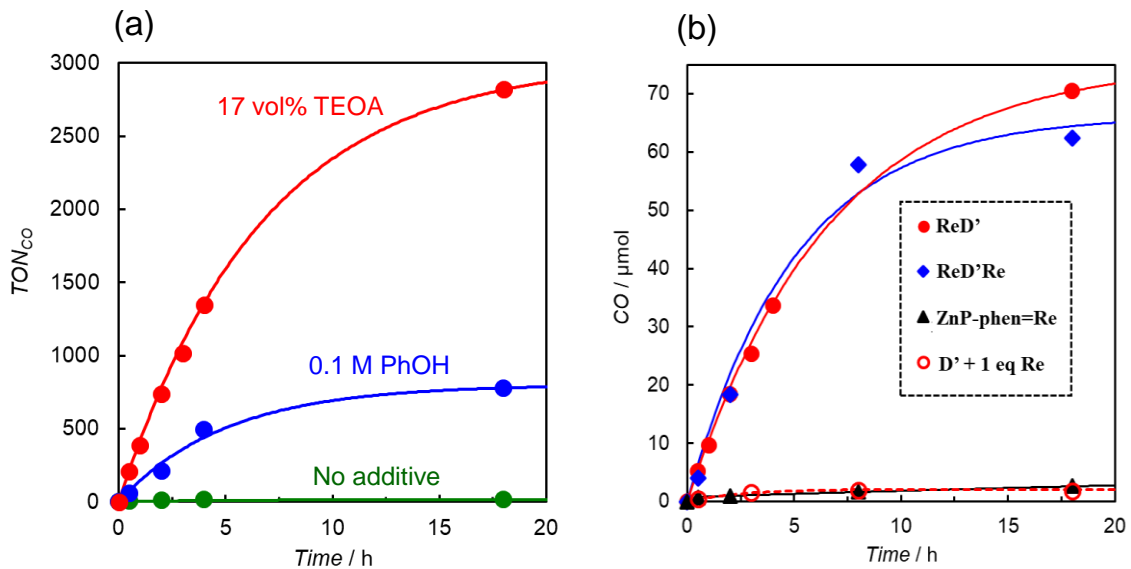 (a)
3000
2500
2000
1500
1000
500
0
TON_CO
17 vol% TEOA
0.1 M PhOH
No additive
0 5 10 15 20
Time / h
(b)
70
60
50
40
30
20
10
0
CO / μmol
ReD’
ReD’Re
ZnP-phen=Re
D’ + 1 eq Re
0 5 10 15 20
Time / h